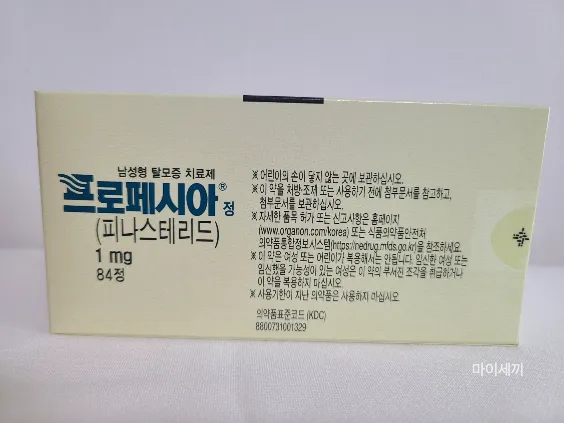 남성형 탈모증 치료제
프로페시아® 정
(피나스테리드)
1 mg
84정
※ 어린이의 손이 닿지 않는 곳에 보관하십시오.
※ 이 약을 처방·조제 또는 사용하기 전에 첨부문서를 참고하고,
첨부문서를 보관하십시오.
※ 자세한 품목 허가 또는 신고사항은 홈페이지
(www.organon.com/korea) 또는 식품의약품안전처
의약품통합정보시스템(https://nedrug.mfds.go.kr)을 참조하세요.
※ 이 약은 여성 또는 어린이가 복용해서는 안됩니다. 임신한 여성 또는
임신했을 가능성이 있는 여성은 이 약의 부서진 조각을 취급하거나
이 약을 복용하지 마십시오
※ 사용기한이 지난 의약품은 사용하지 마십시오
의약품표준코드 (KDC)
8800731001329
마이세끼